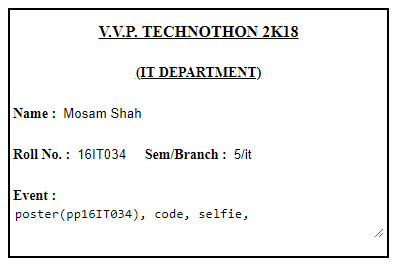 V.V.P. TECHNOTHON 2K18
(IT DEPARTMENT)
Name : Mosam Shah
Roll No. : 16IT034 Sem/Branch : 5/it
Event :
poster(pp16IT034), code, selfie,